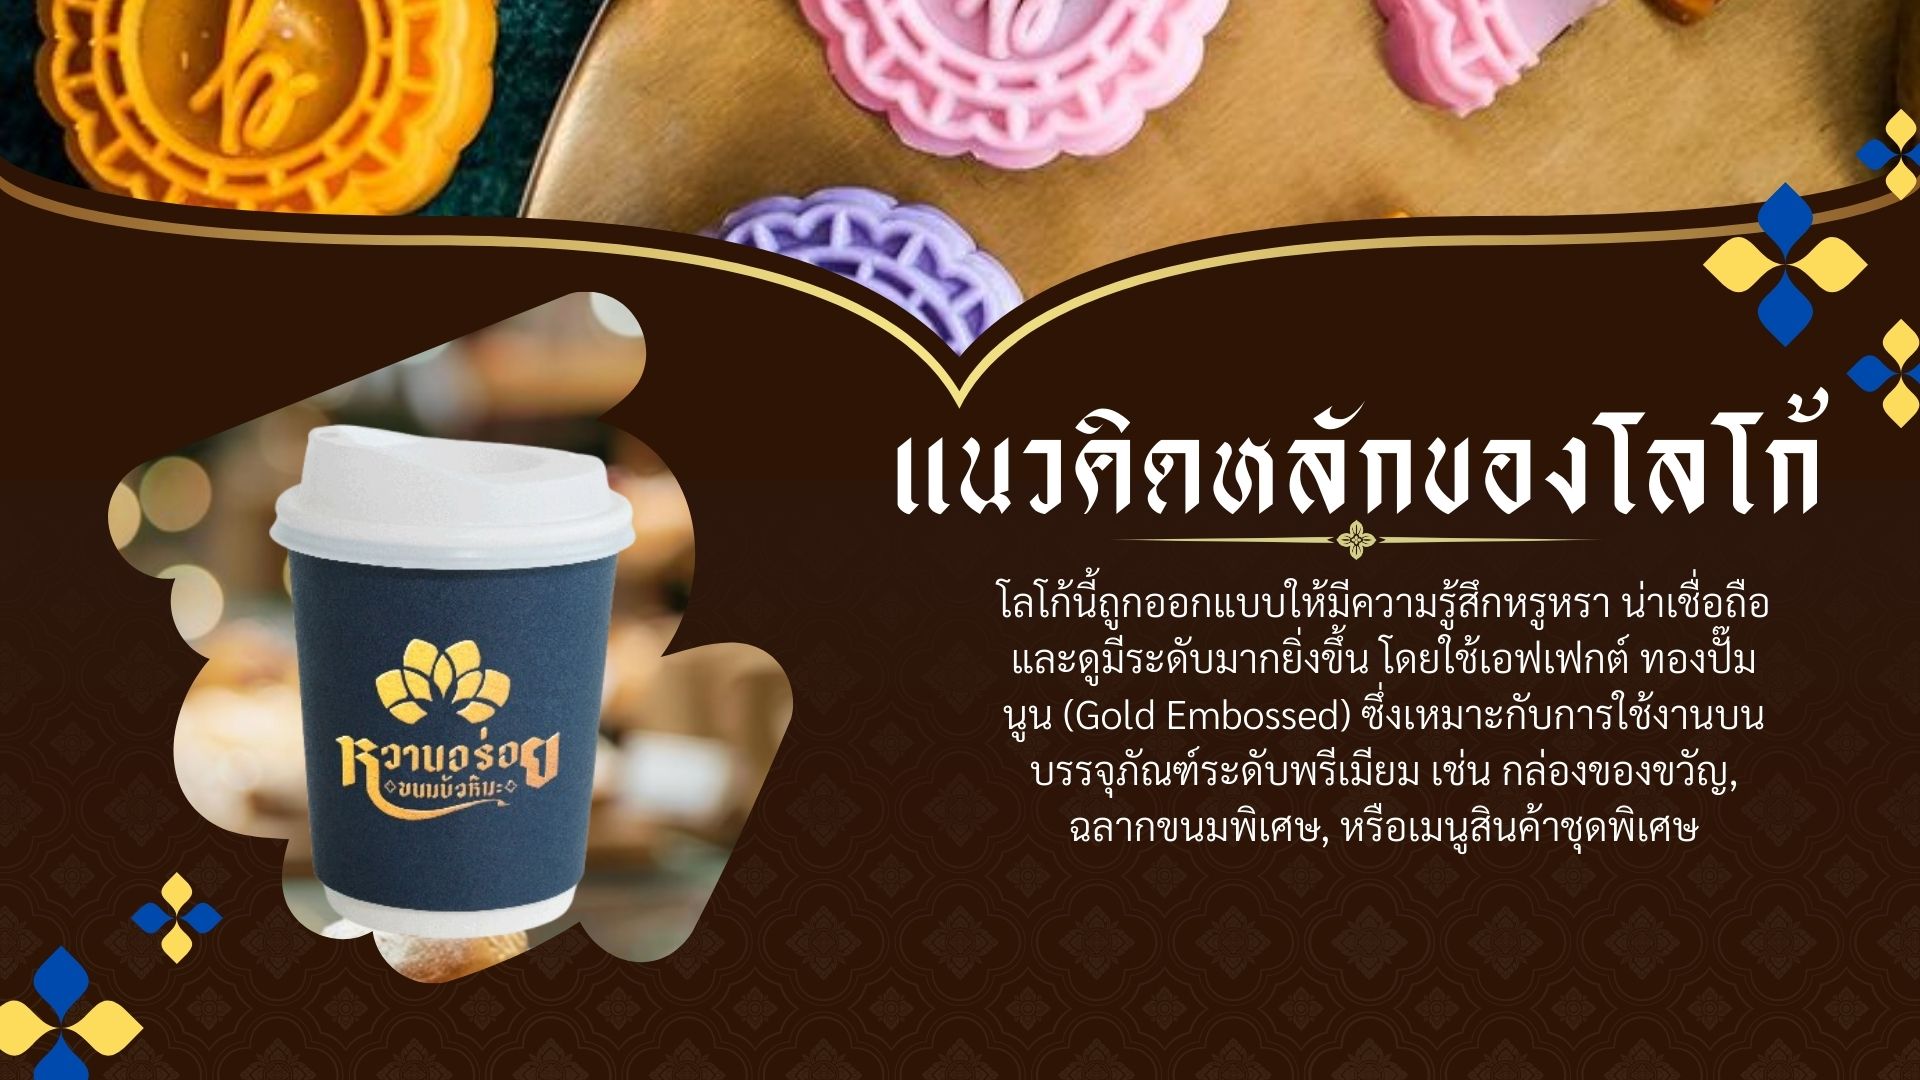 แนวคิดหลักของโลโก้
โลโก้นี้ถูกออกแบบให้มีความรู้สึกหรูหรา น่าเชื่อถือ
และดูมีระดับมากยิ่งขึ้น โดยใช้เอฟเฟกต์ ทองปั๊ม
นูน (Gold Embossed) ซึ่งเหมาะกับการใช้งานบน
บรรจุภัณฑ์ระดับพรีเมียม เช่น กล่องของขวัญ,
ฉลากขนมพิเศษ, หรือเมนูสินค้าชุดพิเศษ
หวานอร่อย
ขนมบัวหิมะ